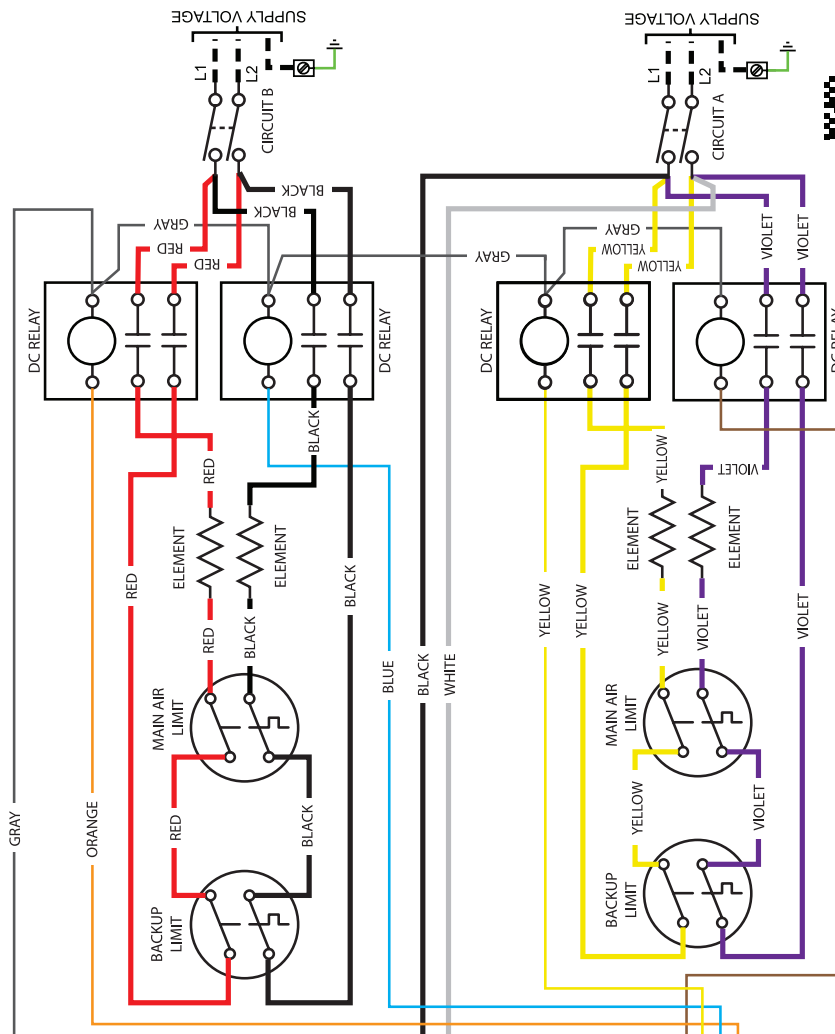 SUPPLY VOLTAGE
L1
L2
CIRCUIT B
SUPPLY VOLTAGE
L1
L2
CIRCUIT A
BLACK
BLACK
GRAY
RED
RED
GRAY
GRAY
YELLOW
YELLOW
VIOLET
VIOLET
DC RELAY
DC RELAY
DC RELAY
DC RELAY
BLACK
RED
YELLOW
VIOLET
ELEMENT
ELEMENT
ELEMENT
ELEMENT
RED
BLACK
YELLOW
YELLOW
VIOLET
RED
BLACK
BLUE
BLACK
WHITE
YELLOW
VIOLET
MAIN AIR
LIMIT
MAIN AIR
LIMIT
GRAY
ORANGE
RED
BLACK
YELLOW
VIOLET
BACKUP
LIMIT
BACKUP
LIMIT